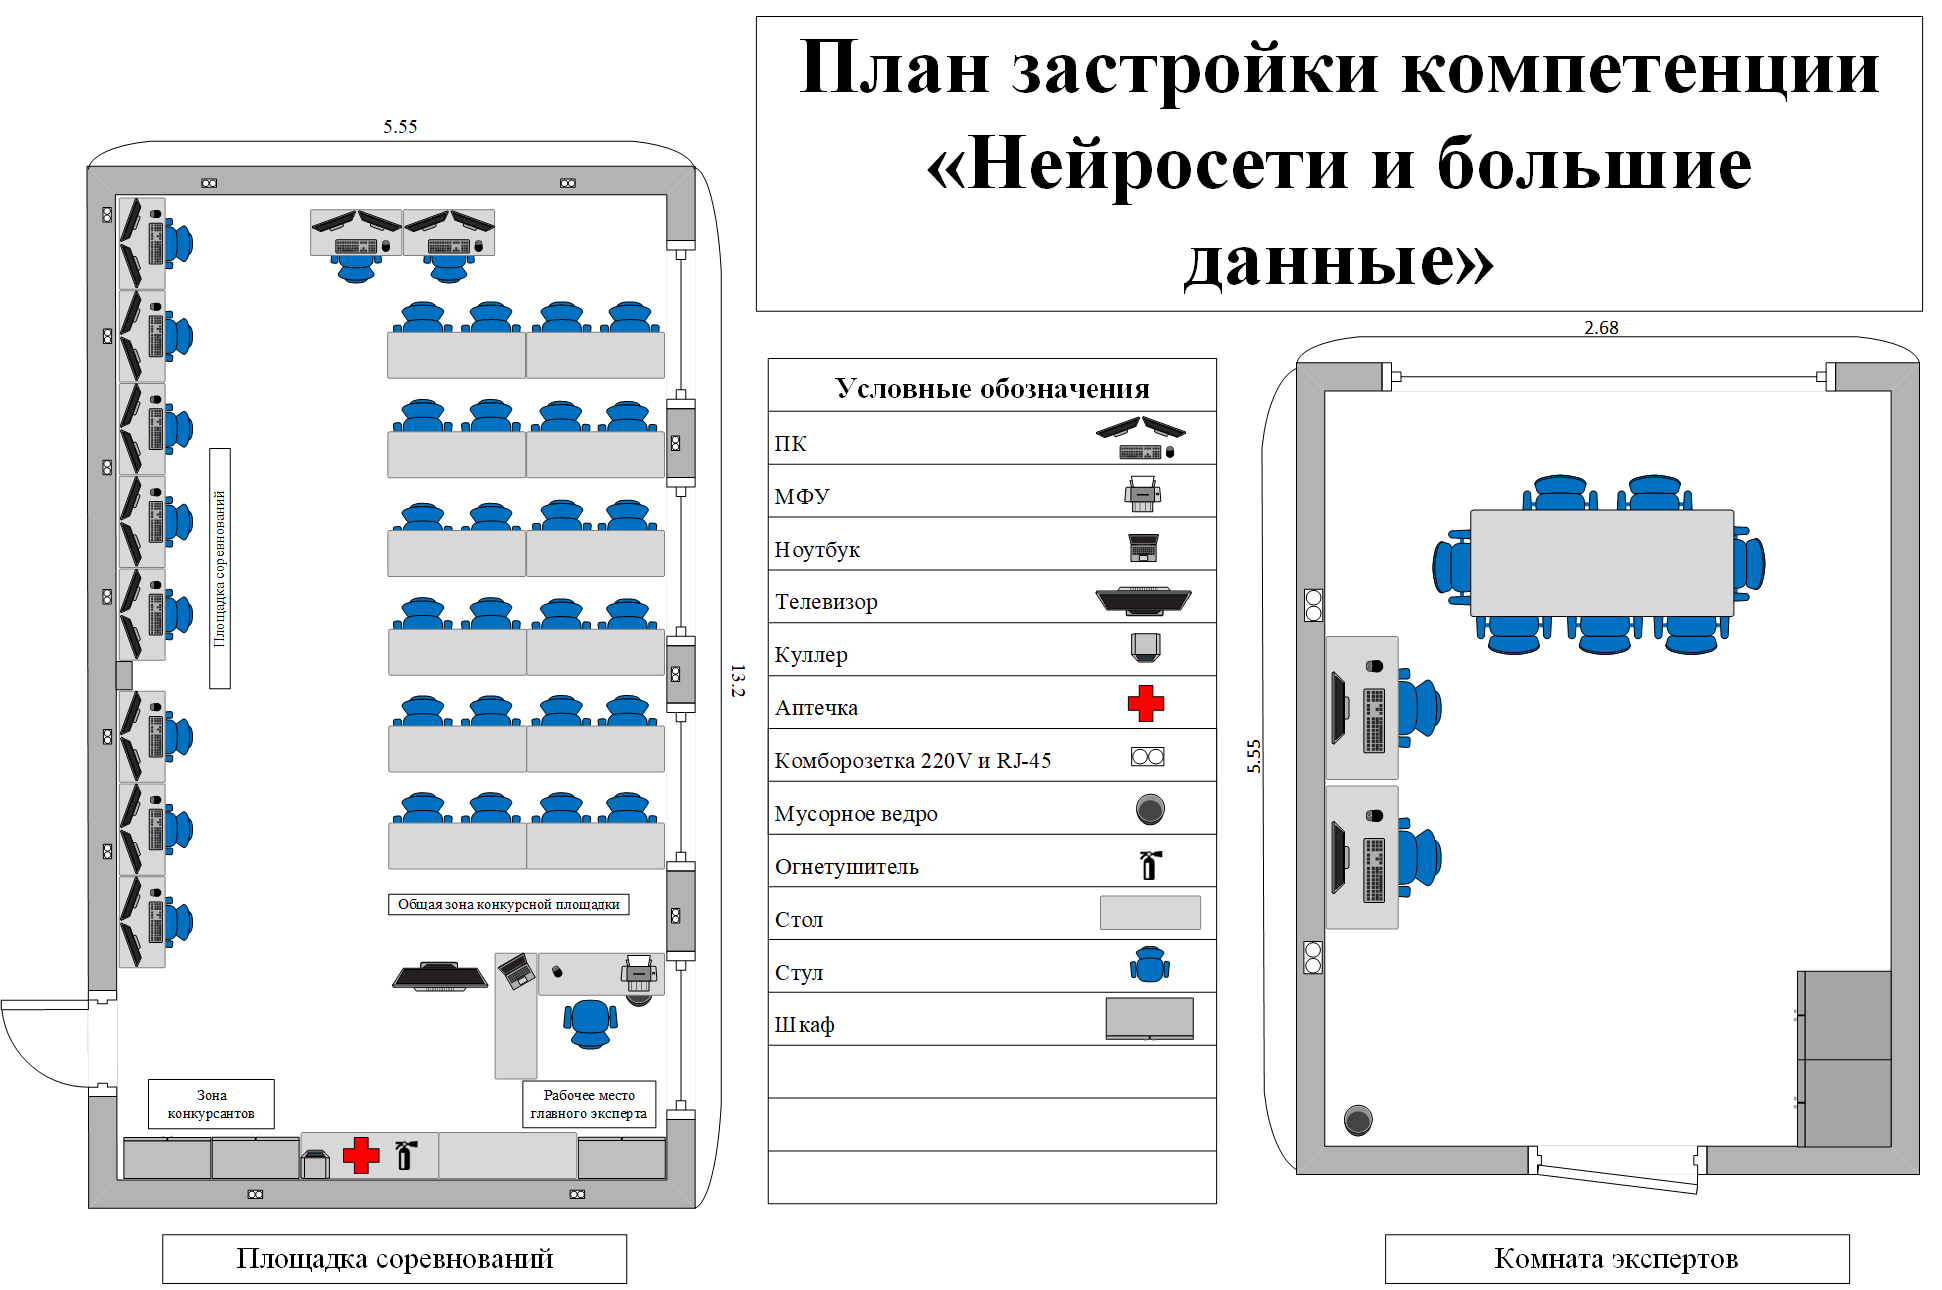 План застройки компетенции
«Нейросети и большие
данные»
5.55
13.2
Площадка соревнований
Общая зона конкурсной площадки
Зона
конкурсантов
Рабочее место
главного эксперта
Площадка соревнований
Условные обозначения
ПК
МФУ
Ноутбук
Телевизор
Куллер
Аптечка
Комборозетка 220V и RJ-45
Мусорное ведро
Огнетушитель
Стол
Стул
Шкаф
2.68
5.55
Комната экспертов